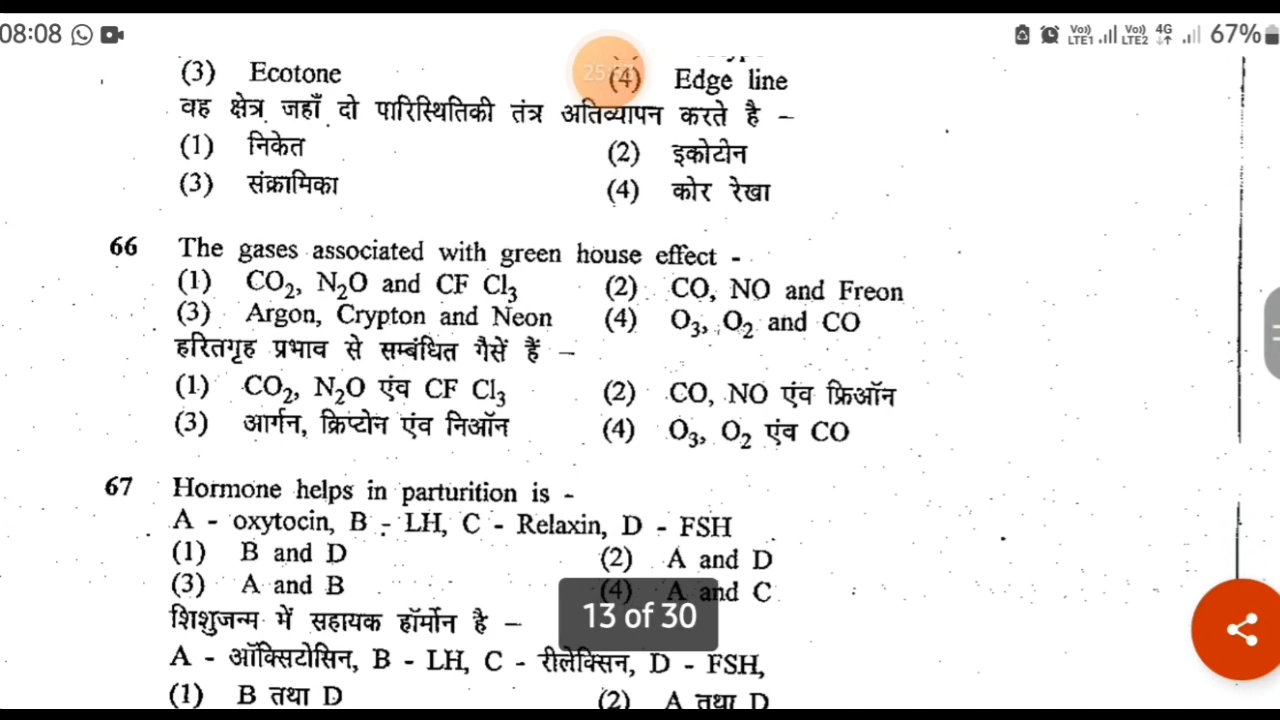 08:08 Vo)) LTE1 Vo)) LTE2 4G 67%
(3) Ecotone (4) Edge line
वह क्षेत्र जहाँ दो पारिस्थितिकी तंत्र अतिव्यापन करते है –
(1) निकेत (2) इकोटीन
(3) संक्रामिका (4) कोर रेखा
66 The gases associated with green house effect -
(1) CO₂, N₂O and CF Cl₃ (2) CO, NO and Freon
(3) Argon, Crypton and Neon (4) O₃, O₂ and CO
हरितगृह प्रभाव से सम्बंधित गैसें हैं –
(1) CO₂, N₂O एंव CF Cl₃ (2) CO, NO एंव फ्रिऑन
(3) आर्गन, क्रिप्टोन एंव निऑन (4) O₃, O₂ एंव CO
67 Hormone helps in parturition is -
A - oxytocin, B - LH, C - Relaxin, D - FSH
(1) B and D (2) A and D
(3) A and B (4) A and C
13 of 30
शिशुजन्म में सहायक हॉर्मोन है –
A - ऑक्सिटोसिन, B - LH, C - रीलेक्सिन, D - FSH,
(1) B तथा D (2) A तथा D